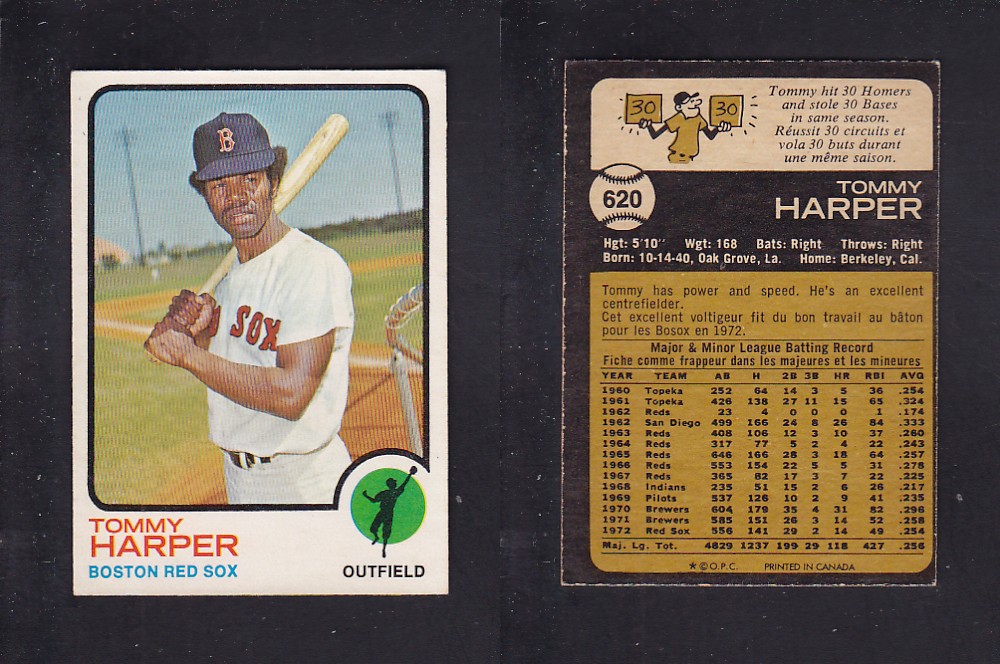 B
SOX
TOMMY
HARPER
BOSTON RED SOX
OUTFIELD
30 30
Tommy hit 30 Homers
and stole 30 Bases
in same season.
Réussit 30 circuits et
vola 30 buts durant
une même saison.
620
TOMMY
HARPER
Hgt: 5'10" Wgt: 168 Bats: Right Throws: Right
Born: 10-14-40, Oak Grove, La. Home: Berkeley, Cal.
Tommy has power and speed. He's an excellent
centrefielder.
Cet excellent voltigeur fit du bon travail au bâton
pour les Bosox en 1972.
Major & Minor League Batting Record
Fiche comme frappeur dans les majeures et les mineures
YEAR TEAM AB H 2B 3B HR RBI AVG
1960 Topeka 252 64 14 3 5 36 .254
1961 Topeka 426 138 27 11 15 65 .324
1962 Reds 23 4 0 0 0 1 .174
1962 San Diego 499 166 24 8 26 84 .333
1963 Reds 408 106 12 3 10 37 .260
1964 Reds 317 77 5 2 4 22 .243
1965 Reds 646 166 28 3 18 64 .257
1966 Reds 553 154 22 5 5 31 .278
1967 Reds 365 82 17 3 7 22 .225
1968 Indians 235 51 15 2 6 26 .217
1969 Pilots 537 126 10 2 9 41 .235
1970 Brewers 604 179 35 4 31 82 .296
1971 Brewers 585 151 26 3 14 52 .258
1972 Red Sox 556 141 29 2 14 49 .254
Maj. Lg. Tot. 4829 1237 199 29 118 427 .256
* © O.P.C. PRINTED IN CANADA